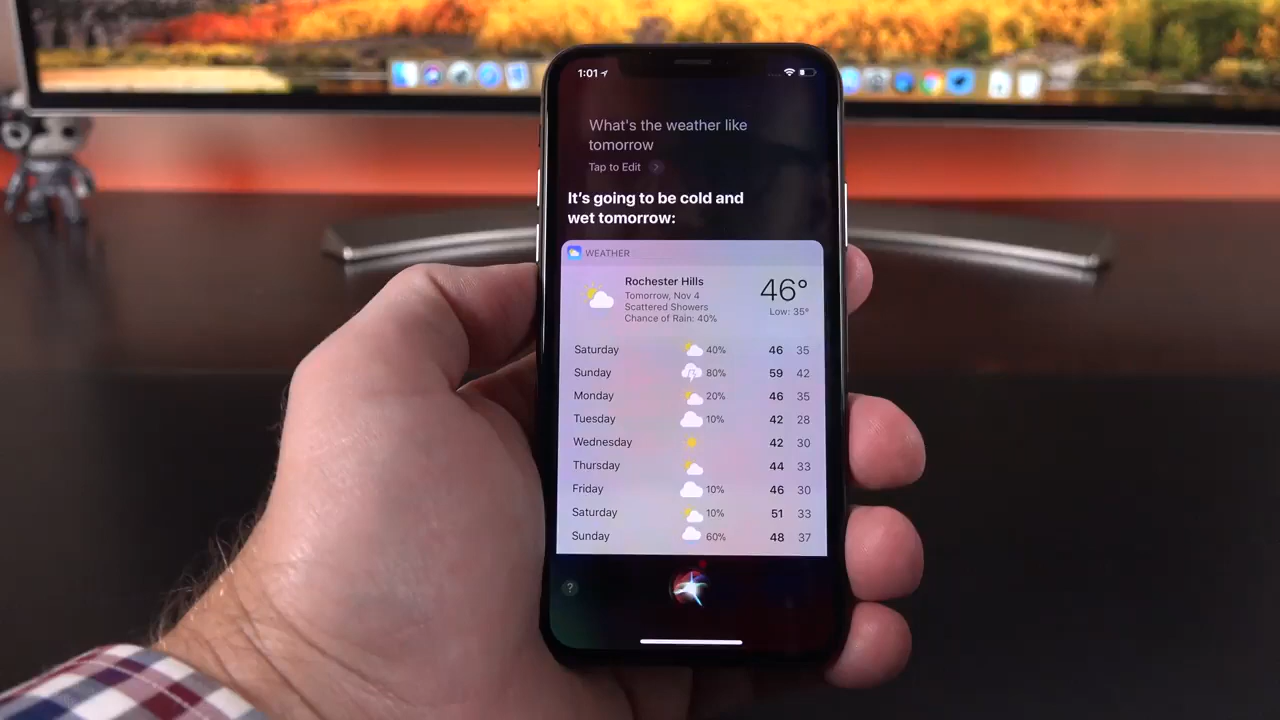 1:01
What's the weather like
tomorrow
Tap to Edit
It's going to be cold and
wet tomorrow:
WEATHER
Rochester Hills
Tomorrow, Nov 4
Scattered Showers
Chance of Rain: 40%
46°
Low: 35°
Saturday 40% 46 35
Sunday 80% 59 42
Monday 20% 46 35
Tuesday 10% 42 28
Wednesday 42 30
Thursday 44 33
Friday 10% 46 30
Saturday 10% 51 33
Sunday 60% 48 37
?